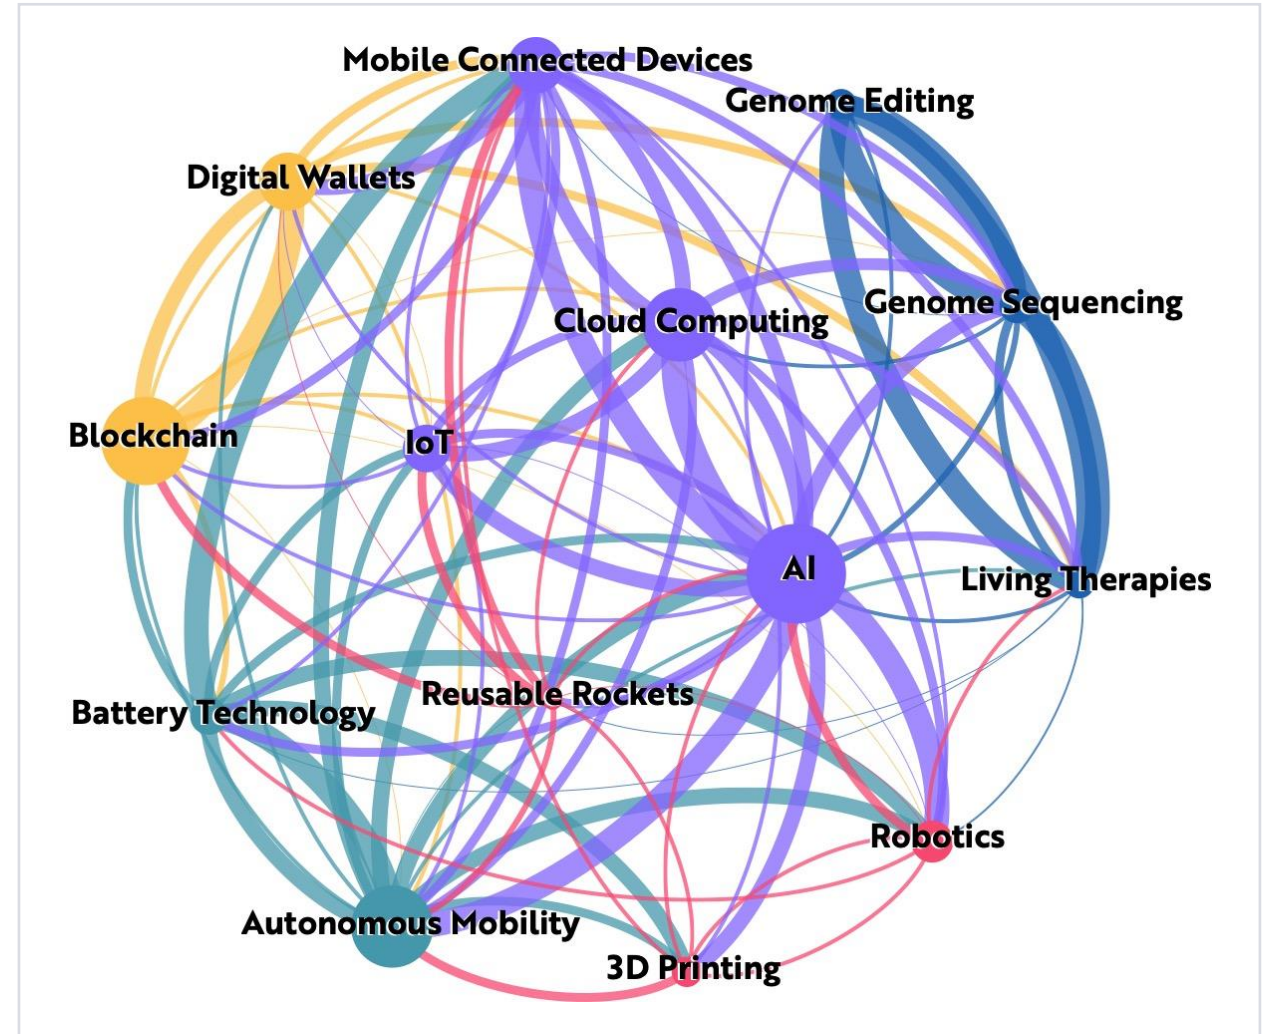 Mobile Connected Devices
Genome Editing
Digital Wallets
Genome Sequencing
Cloud Computing
Blockchain
IoT
AI
Living Therapies
Reusable Rockets
Battery Technology
Robotics
Autonomous Mobility
3D Printing